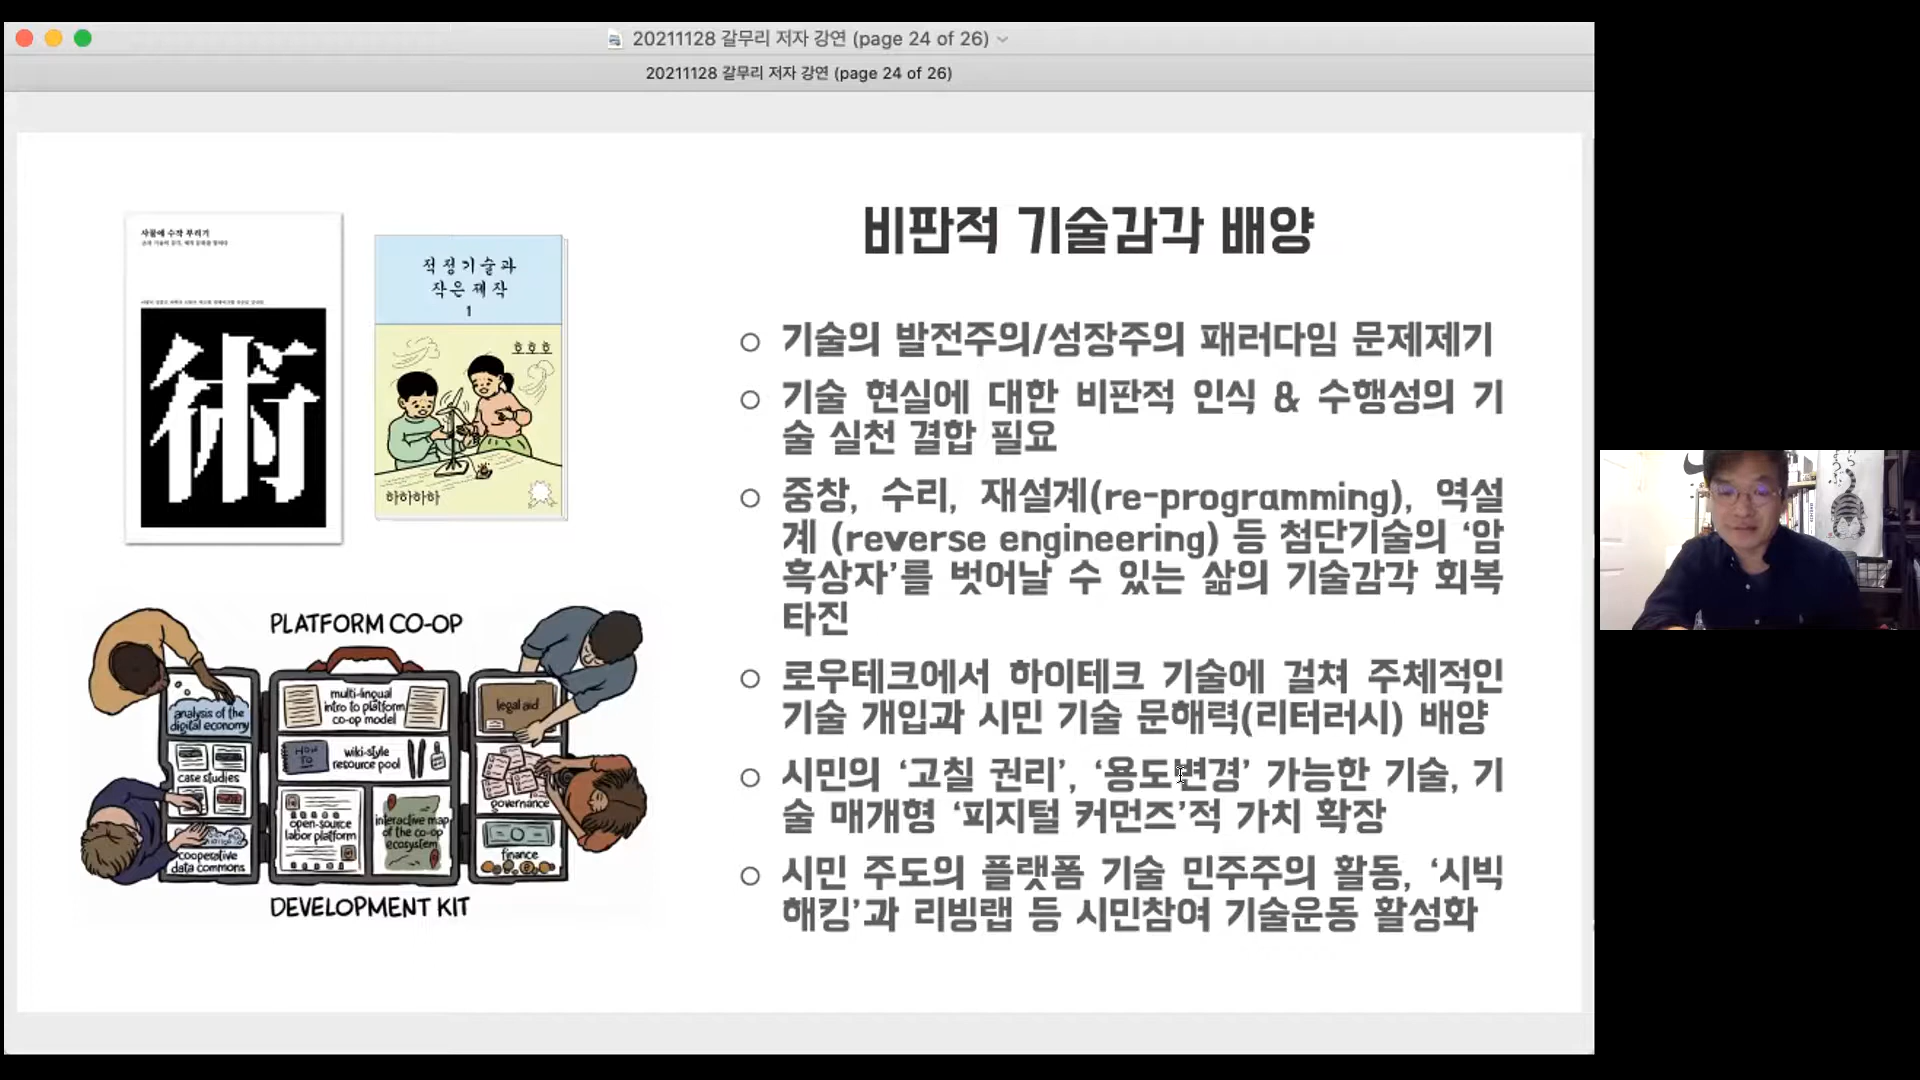 20211128 갈무리 저자 강연 (page 24 of 26)
20211128 갈무리 저자 강연 (page 24 of 26)
사물에 수작 부리기
術
적정기술과
작은 제작
1
호호호
하하하하
PLATFORM CO-OP
analysis of the
digital economy
case studies
cooperative
data commons
multi-lingual
intro to platform
co-op model
HOW
TO
wiki-style
resource pool
open-source
labor platform
interactive map
of the co-op
ecosystem
legal aid
governance
finance
DEVELOPMENT KIT
비판적 기술감각 배양
기술의 발전주의/성장주의 패러다임 문제제기
기술 현실에 대한 비판적 인식 & 수행성의 기
술 실천 결합 필요
중창, 수리, 재설계(re-programming), 역설
계 (reverse engineering) 등 첨단기술의 ‘암
흑상자’를 벗어날 수 있는 삶의 기술감각 회복
타진
로우테크에서 하이테크 기술에 걸쳐 주체적인
기술 개입과 시민 기술 문해력(리터러시) 배양
시민의 ‘고칠 권리’, ‘용도변경’ 가능한 기술, 기
술 매개형 ‘피지털 커먼즈’적 가치 확장
시민 주도의 플랫폼 기술 민주주의 활동, ‘시빅
해킹’과 리빙랩 등 시민참여 기술운동 활성화